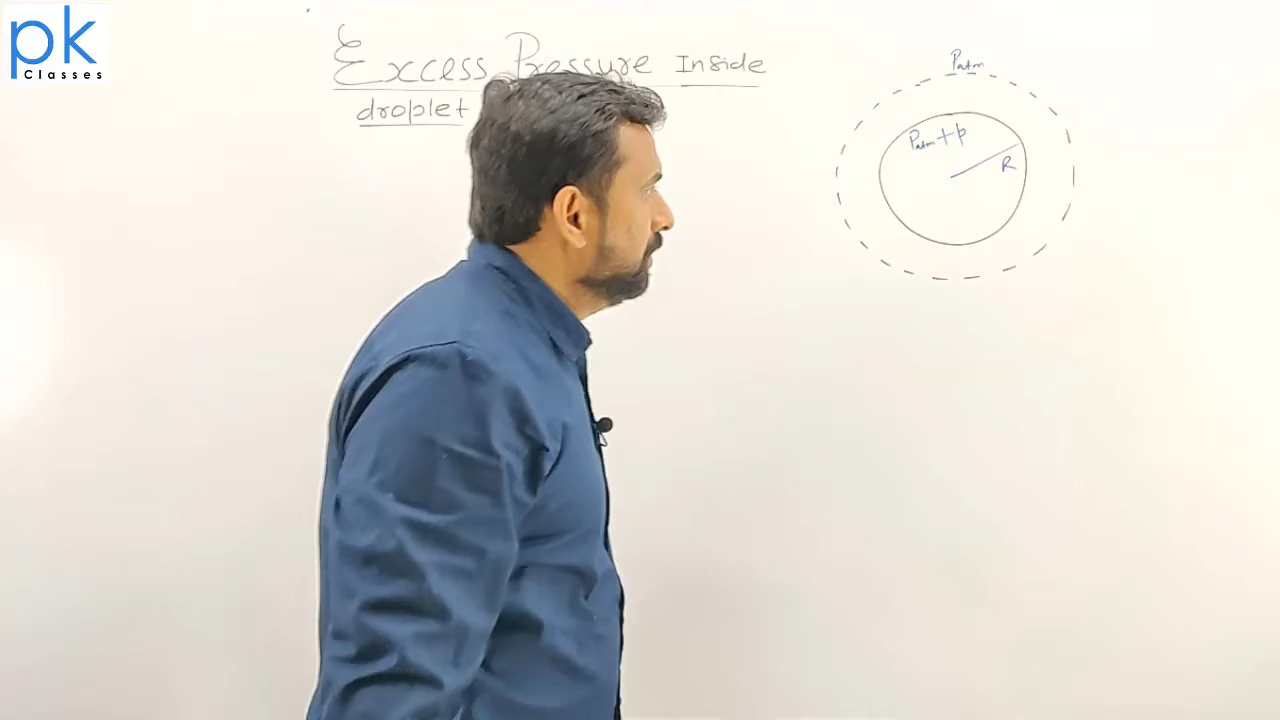 pk
Classes
Excess Pressure Inside
droplet
Patm
Patm + p
R